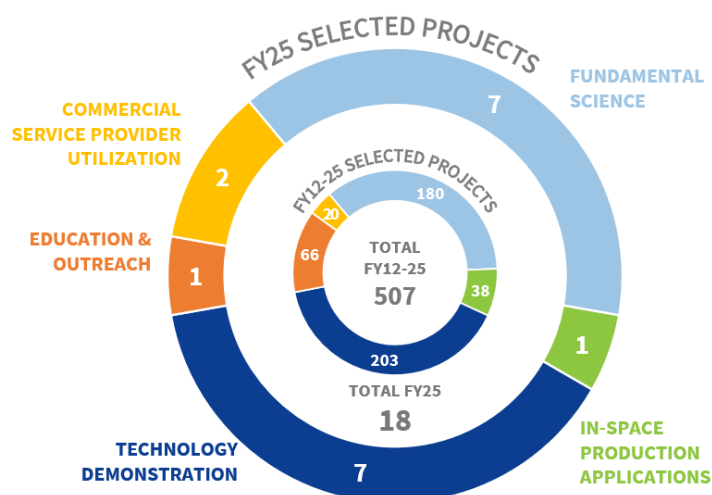 FY25 SELECTED PROJECTS
FUNDAMENTAL
SCIENCE
7
COMMERCIAL
SERVICE PROVIDER
UTILIZATION
2
FY12-25 SELECTED PROJECTS
180
20
EDUCATION &
OUTREACH
1
66
TOTAL
FY12-25
507
38
203
1
TOTAL FY25
18
TECHNOLOGY
DEMONSTRATION
7
IN-SPACE
PRODUCTION
APPLICATIONS